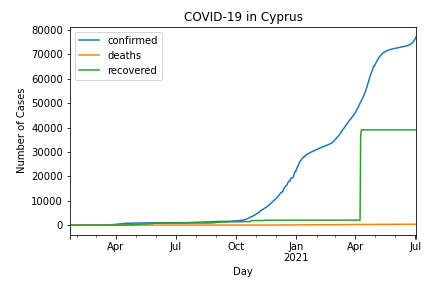 COVID-19 in Cyprus
confirmed
deaths
recovered
80000
70000
60000
50000
40000
30000
20000
10000
0
Number of Cases
Apr
Jul
Oct
Jan
2021
Apr
Jul
Day